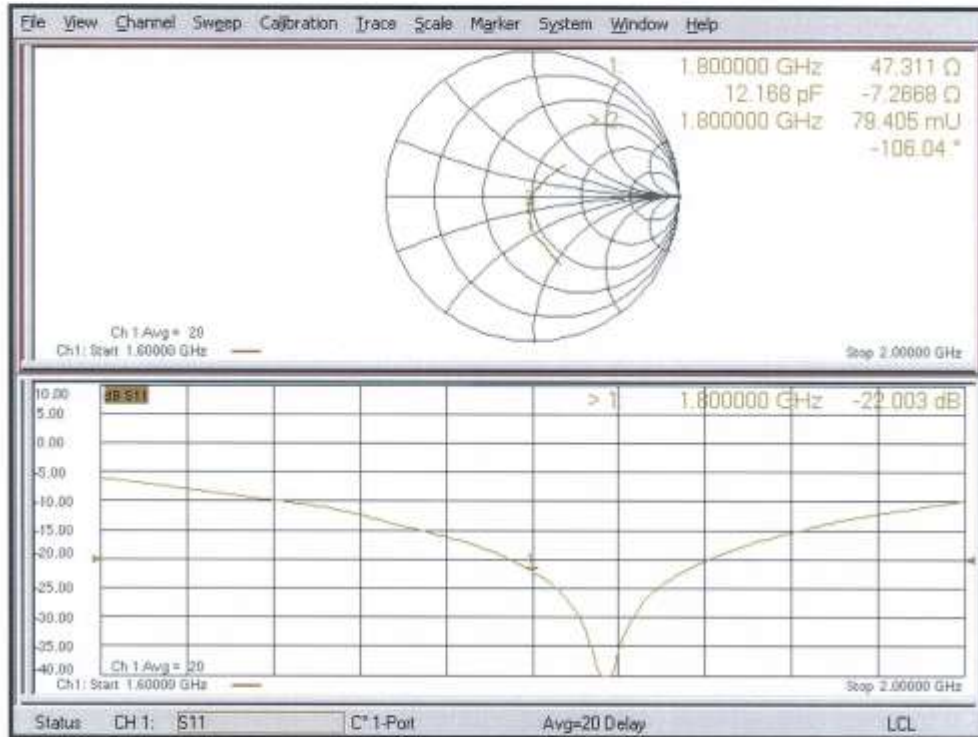 File View Channel Sweep Calibration Trace Scale Marker System Window Help
1 1.800000 GHz 47.311 Ω
12.168 pF -7.2668 Ω
> 2 1.800000 GHz 79.405 mU
-106.04 °
Ch 1 Avg = 20
Ch1: Start 1.60000 GHz
Stop 2.00000 GHz
10.00 dB S11 > 1 1.800000 GHz -22.003 dB
5.00
0.00
-5.00
-10.00
-15.00
-20.00
-25.00
-30.00
-35.00
-40.00
1
Ch 1 Avg = 20
Ch1: Start 1.60000 GHz
Stop 2.00000 GHz
Status CH 1: S11 C* 1-Port Avg=20 Delay LCL